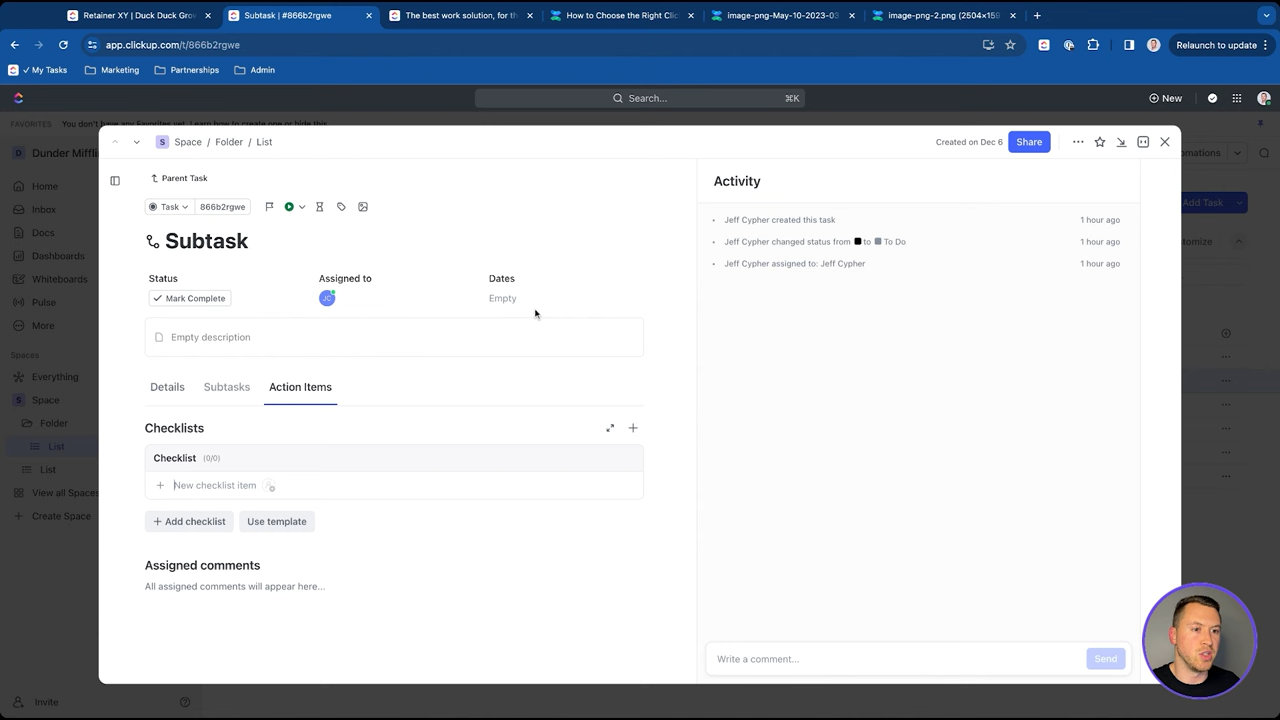 Retainer XY | Duck Duck Gro
Subtask | #866b2rgwe
The best work solution, for th
How to Choose the Right Clic
image-png-May-10-2023-03
image-png-2.png (2504×159
app.clickup.com/t/866b2rgwe
Relaunch to update
My Tasks
Marketing
Partnerships
Admin
Search...
⌘K
New
FAVORITES You don't have any Favorites yet. Learn how to create one or hide this.
Dunder Miffli
Space / Folder / List
Created on Dec 6
Share
omations
Parent Task
Activity
Home
Jeff Cypher created this task
1 hour ago
Inbox
Task
866b2rgwe
Add Task
Docs
Subtask
Jeff Cypher changed status from to To Do
1 hour ago
ustomize
Dashboards
Jeff Cypher assigned to: Jeff Cypher
1 hour ago
Whiteboards
Status
Assigned to
Dates
Pulse
Mark Complete
JC
Empty
More
Empty description
Spaces
Everything
Details
Subtasks
Action Items
Space
Folder
Checklists
List
Checklist (0/0)
List
New checklist item
View all Spaces
Create Space
+ Add checklist
Use template
Assigned comments
All assigned comments will appear here...
Write a comment...
Send
Invite